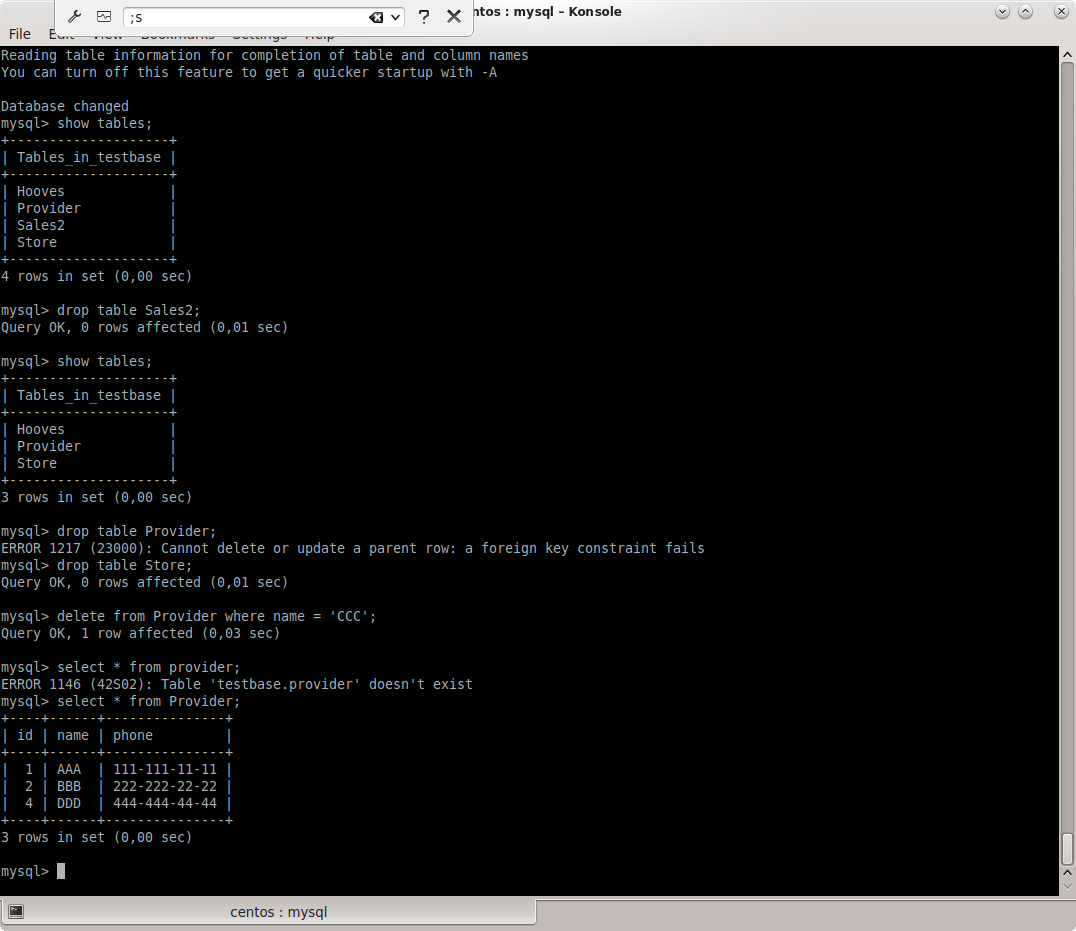 ;s
ntos : mysql – Konsole
File Edit View Bookmarks Settings Help
Reading table information for completion of table and column names
You can turn off this feature to get a quicker startup with -A
Database changed
mysql> show tables;
+--------------------+
| Tables_in_testbase |
+--------------------+
| Hooves             |
| Provider           |
| Sales2             |
| Store              |
+--------------------+
4 rows in set (0,00 sec)
mysql> drop table Sales2;
Query OK, 0 rows affected (0,01 sec)
mysql> show tables;
+--------------------+
| Tables_in_testbase |
+--------------------+
| Hooves             |
| Provider           |
| Store              |
+--------------------+
3 rows in set (0,00 sec)
mysql> drop table Provider;
ERROR 1217 (23000): Cannot delete or update a parent row: a foreign key constraint fails
mysql> drop table Store;
Query OK, 0 rows affected (0,01 sec)
mysql> delete from Provider where name = 'CCC';
Query OK, 1 row affected (0,03 sec)
mysql> select * from provider;
ERROR 1146 (42S02): Table 'testbase.provider' doesn't exist
mysql> select * from Provider;
+----+------+---------------+
| id | name | phone         |
+----+------+---------------+
|  1 | AAA  | 111-111-11-11 |
|  2 | BBB  | 222-222-22-22 |
|  4 | DDD  | 444-444-44-44 |
+----+------+---------------+
3 rows in set (0,00 sec)
mysql>
centos : mysql